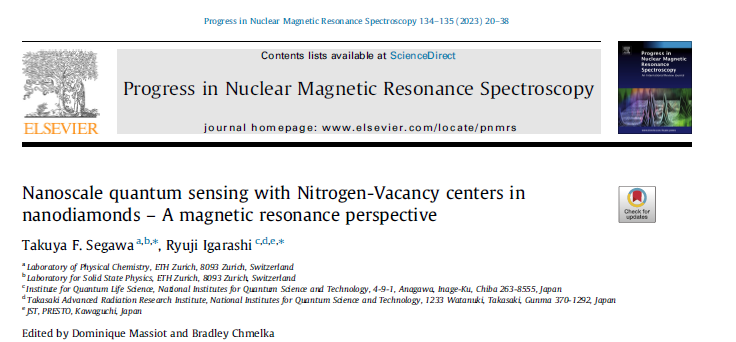 Progress in Nuclear Magnetic Resonance Spectroscopy 134–135 (2023) 20–38
Contents lists available at ScienceDirect
Progress in Nuclear Magnetic Resonance Spectroscopy
journal homepage: www.elsevier.com/locate/pnmrs
ELSEVIER
Progress in
Nuclear Magnetic
Resonance
Spectroscopy
Nanoscale quantum sensing with Nitrogen-Vacancy centers in
nanodiamonds – A magnetic resonance perspective
Check for
updates
Takuya F. Segawa a,b,*, Ryuji Igarashi c,d,e,*
a Laboratory of Physical Chemistry, ETH Zurich, 8093 Zurich, Switzerland
b Laboratory for Solid State Physics, ETH Zurich, 8093 Zurich, Switzerland
c Institute for Quantum Life Science, National Institutes for Quantum Science and Technology, 4-9-1, Anagawa, Inage-Ku, Chiba 263-8555, Japan
d Takasaki Advanced Radiation Research Institute, National Institutes for Quantum Science and Technology, 1233 Watanuki, Takasaki, Gunma 370-1292, Japan
e JST, PRESTO, Kawaguchi, Japan
Edited by Dominique Massiot and Bradley Chmelka